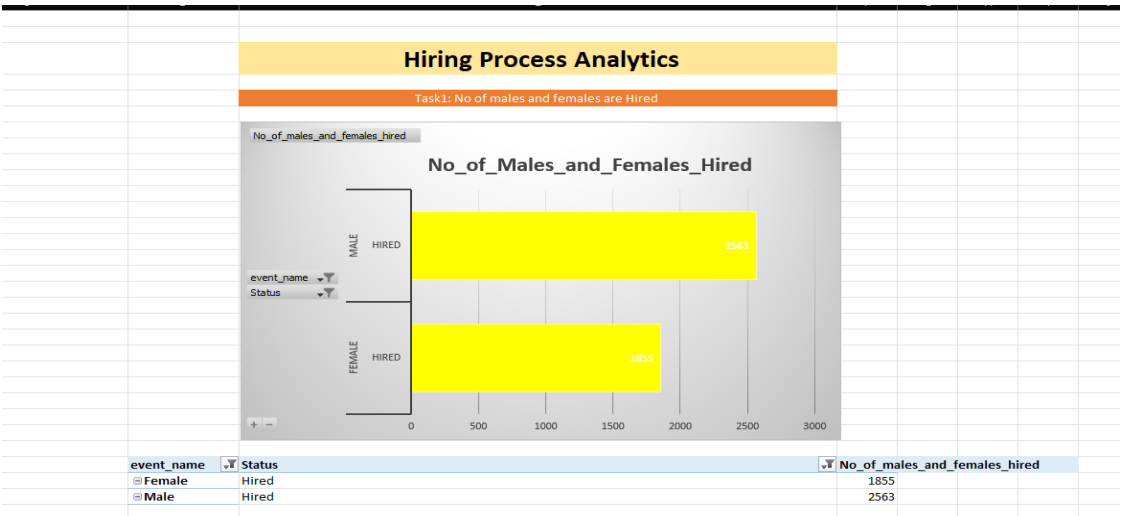 Hiring Process Analytics
Task1: No of males and females are Hired
No_of_males_and_females_hired
No_of_Males_and_Females_Hired
MALE HIRED 2563
event_name
Status
FEMALE HIRED 1855
+ -
0 500 1000 1500 2000 2500 3000
event_name Status No_of_males_and_females_hired
Female Hired 1855
Male Hired 2563